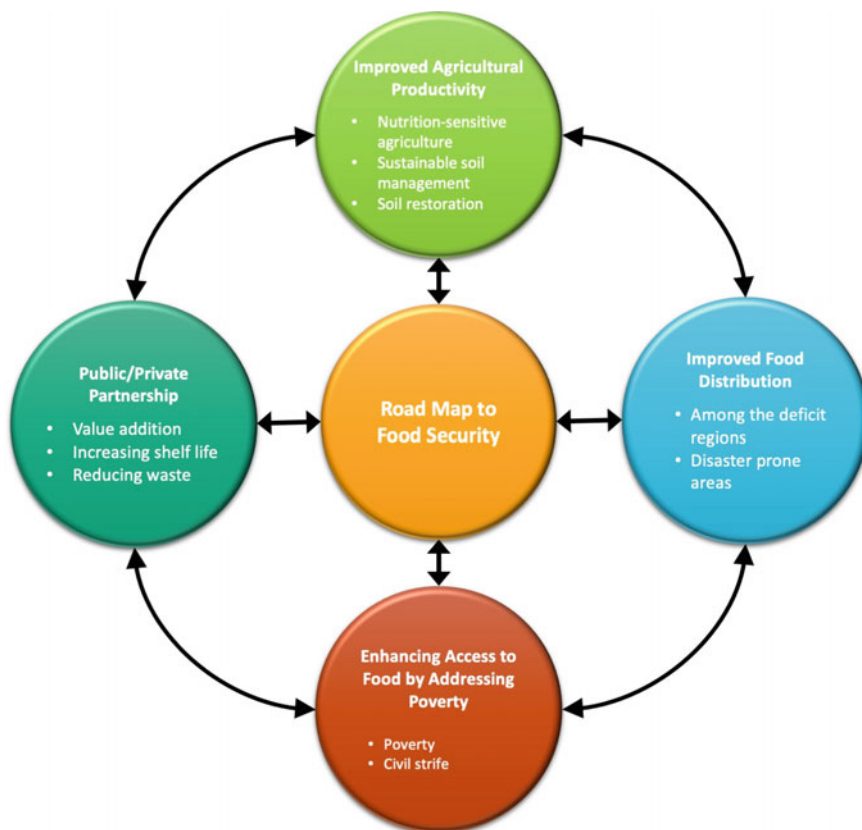 Improved Agricultural
Productivity
• Nutrition-sensitive
agriculture
• Sustainable soil
management
• Soil restoration
Public/Private
Partnership
• Value addition
• Increasing shelf life
• Reducing waste
Road Map to
Food Security
Improved Food
Distribution
• Among the deficit
regions
• Disaster prone
areas
Enhancing Access to
Food by Addressing
Poverty
• Poverty
• Civil strife